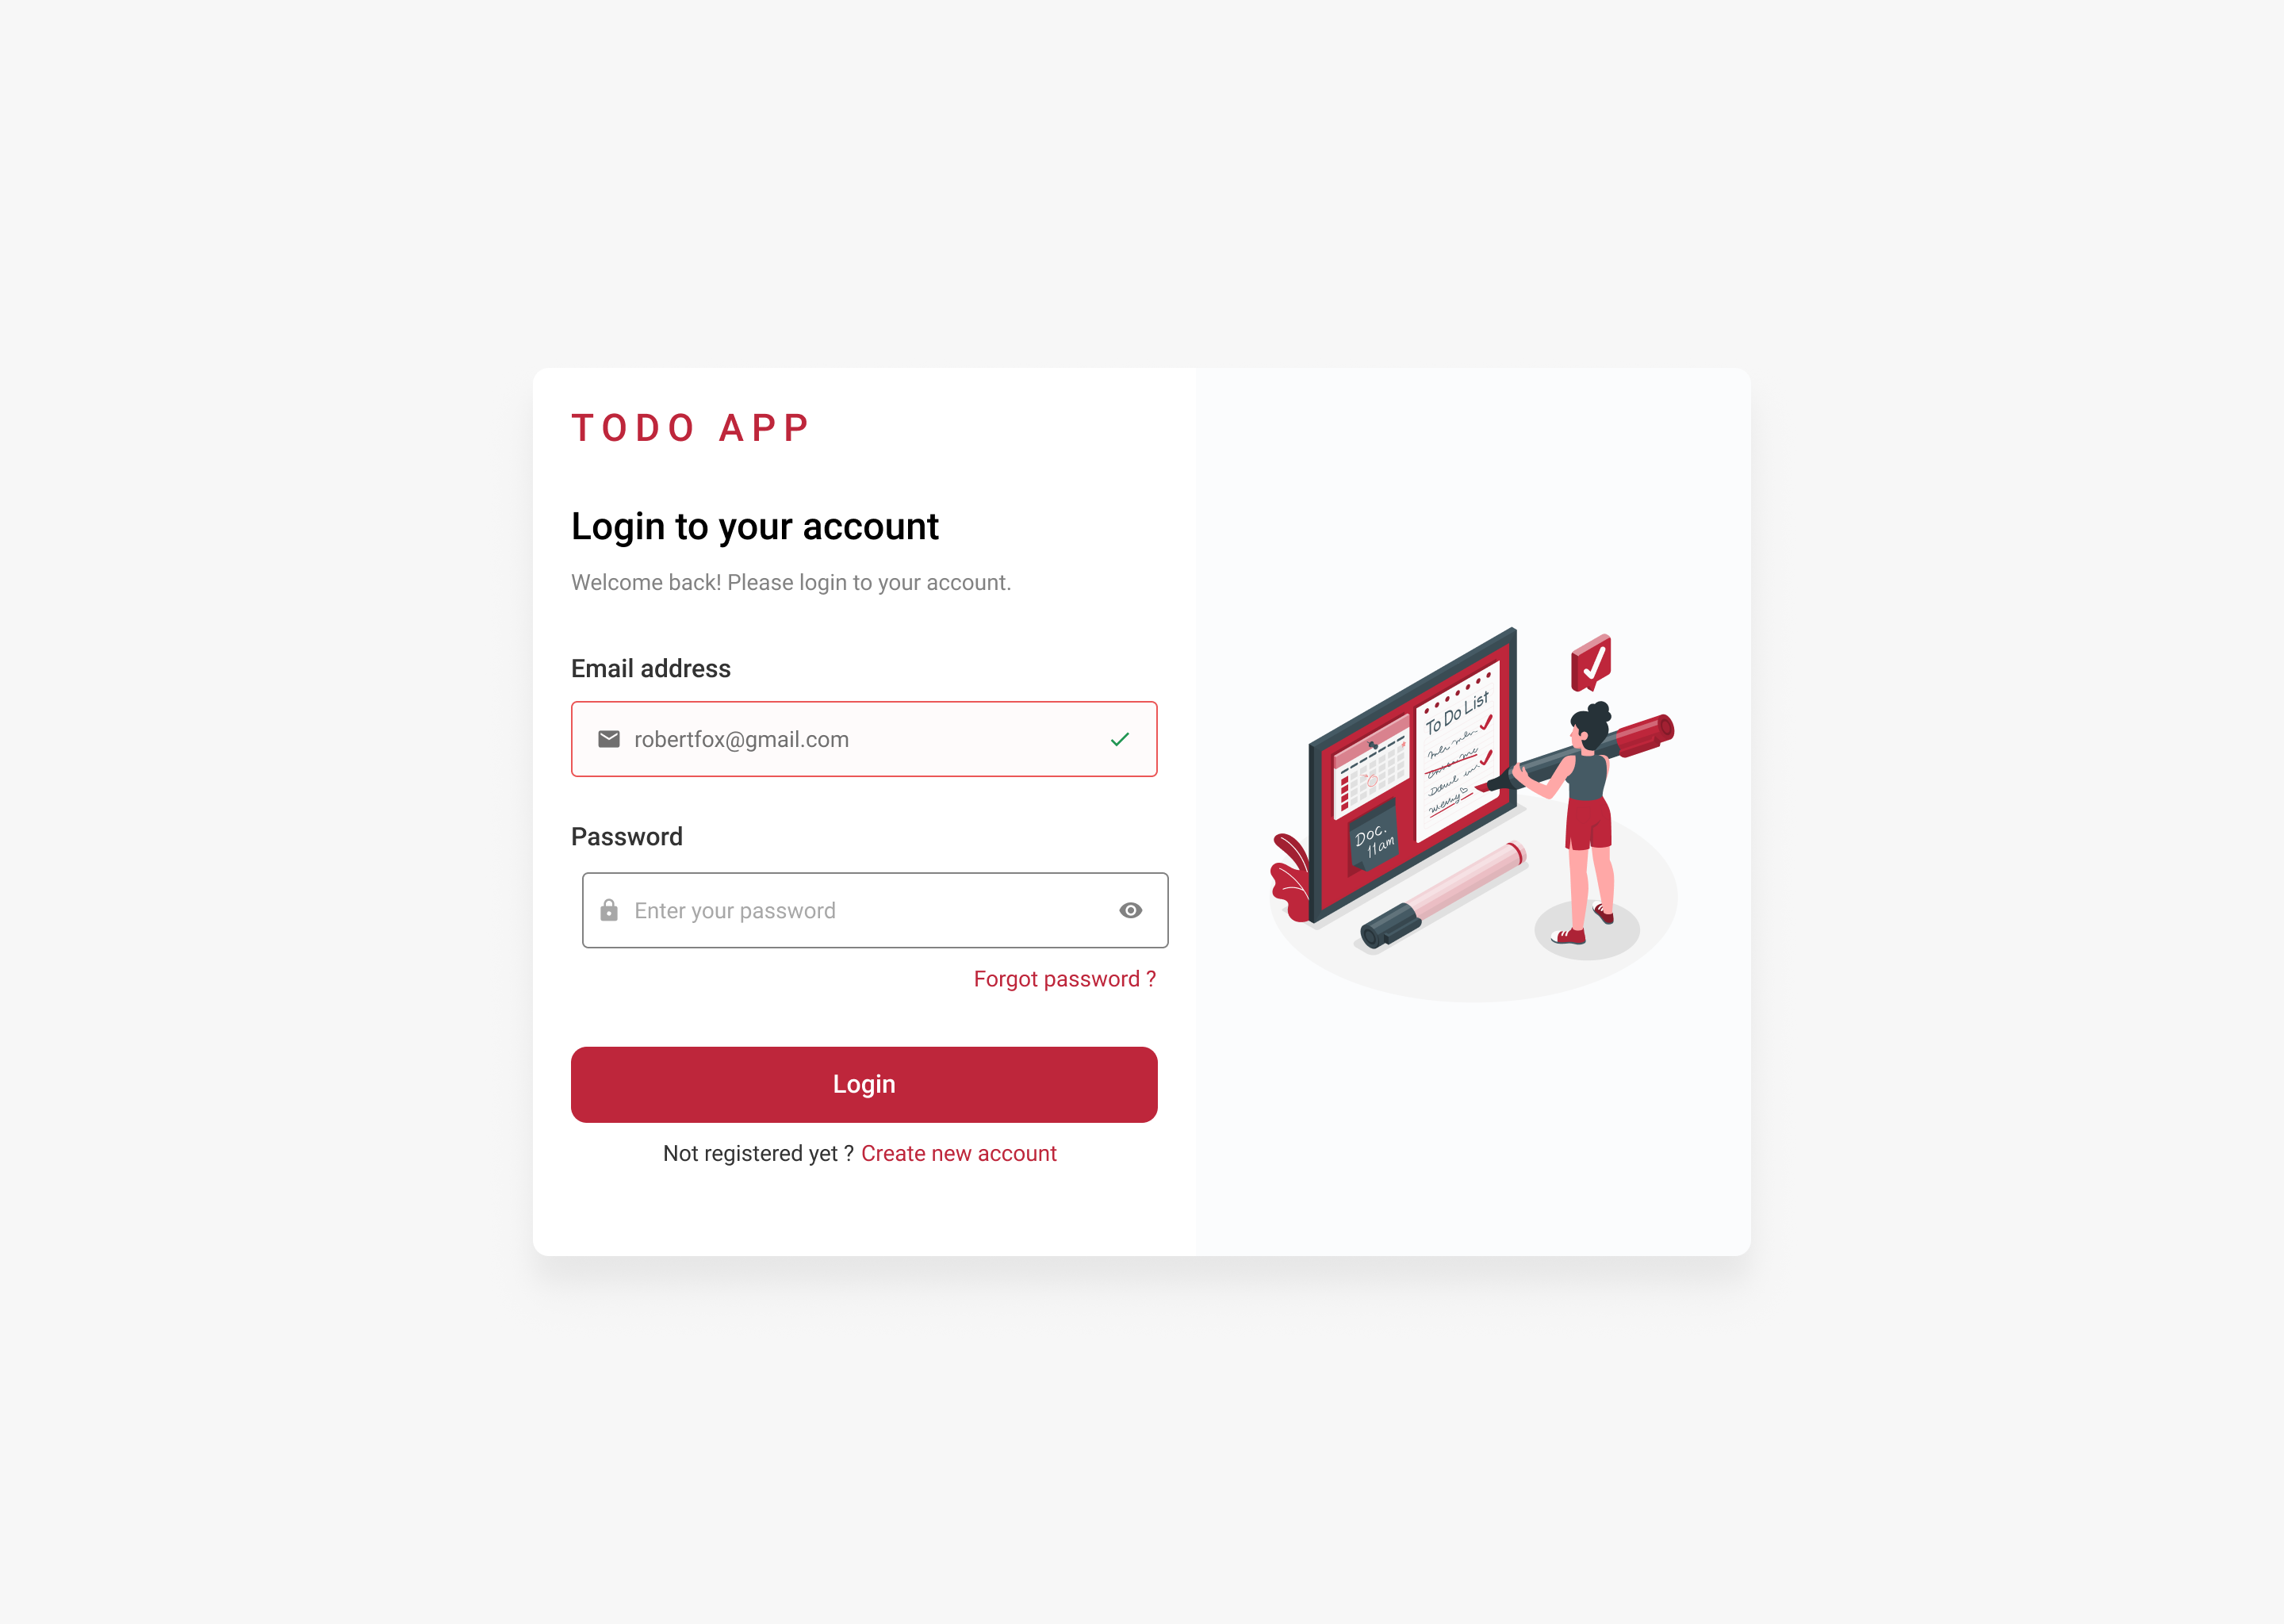 TODO APP
Login to your account
Welcome back! Please login to your account.
Email address
robertfox@gmail.com
Password
Enter your password
Forgot password ?
Login
Not registered yet ? Create new account
To Do List
Doc.
11am